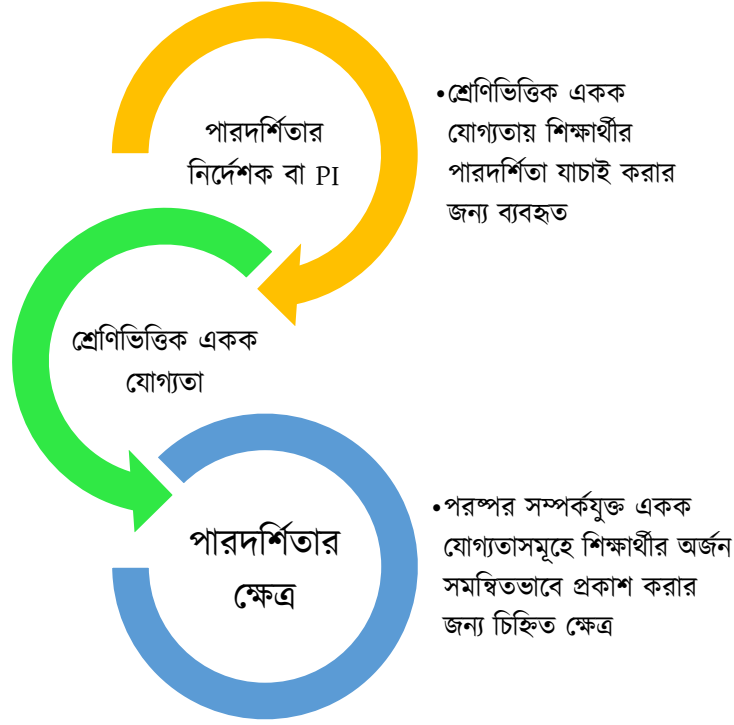 পারদর্শিতার
নির্দেশক বা PI
•শ্রেণিভিত্তিক একক
যোগ্যতায় শিক্ষার্থীর
পারদর্শিতা যাচাই করার
জন্য ব্যবহৃত
শ্রেণিভিত্তিক একক
যোগ্যতা
পারদর্শিতার
ক্ষেত্র
•পরষ্পর সম্পর্কযুক্ত একক
যোগ্যতাসমূহে শিক্ষার্থীর অর্জন
সমন্বিতভাবে প্রকাশ করার
জন্য চিহ্নিত ক্ষেত্র